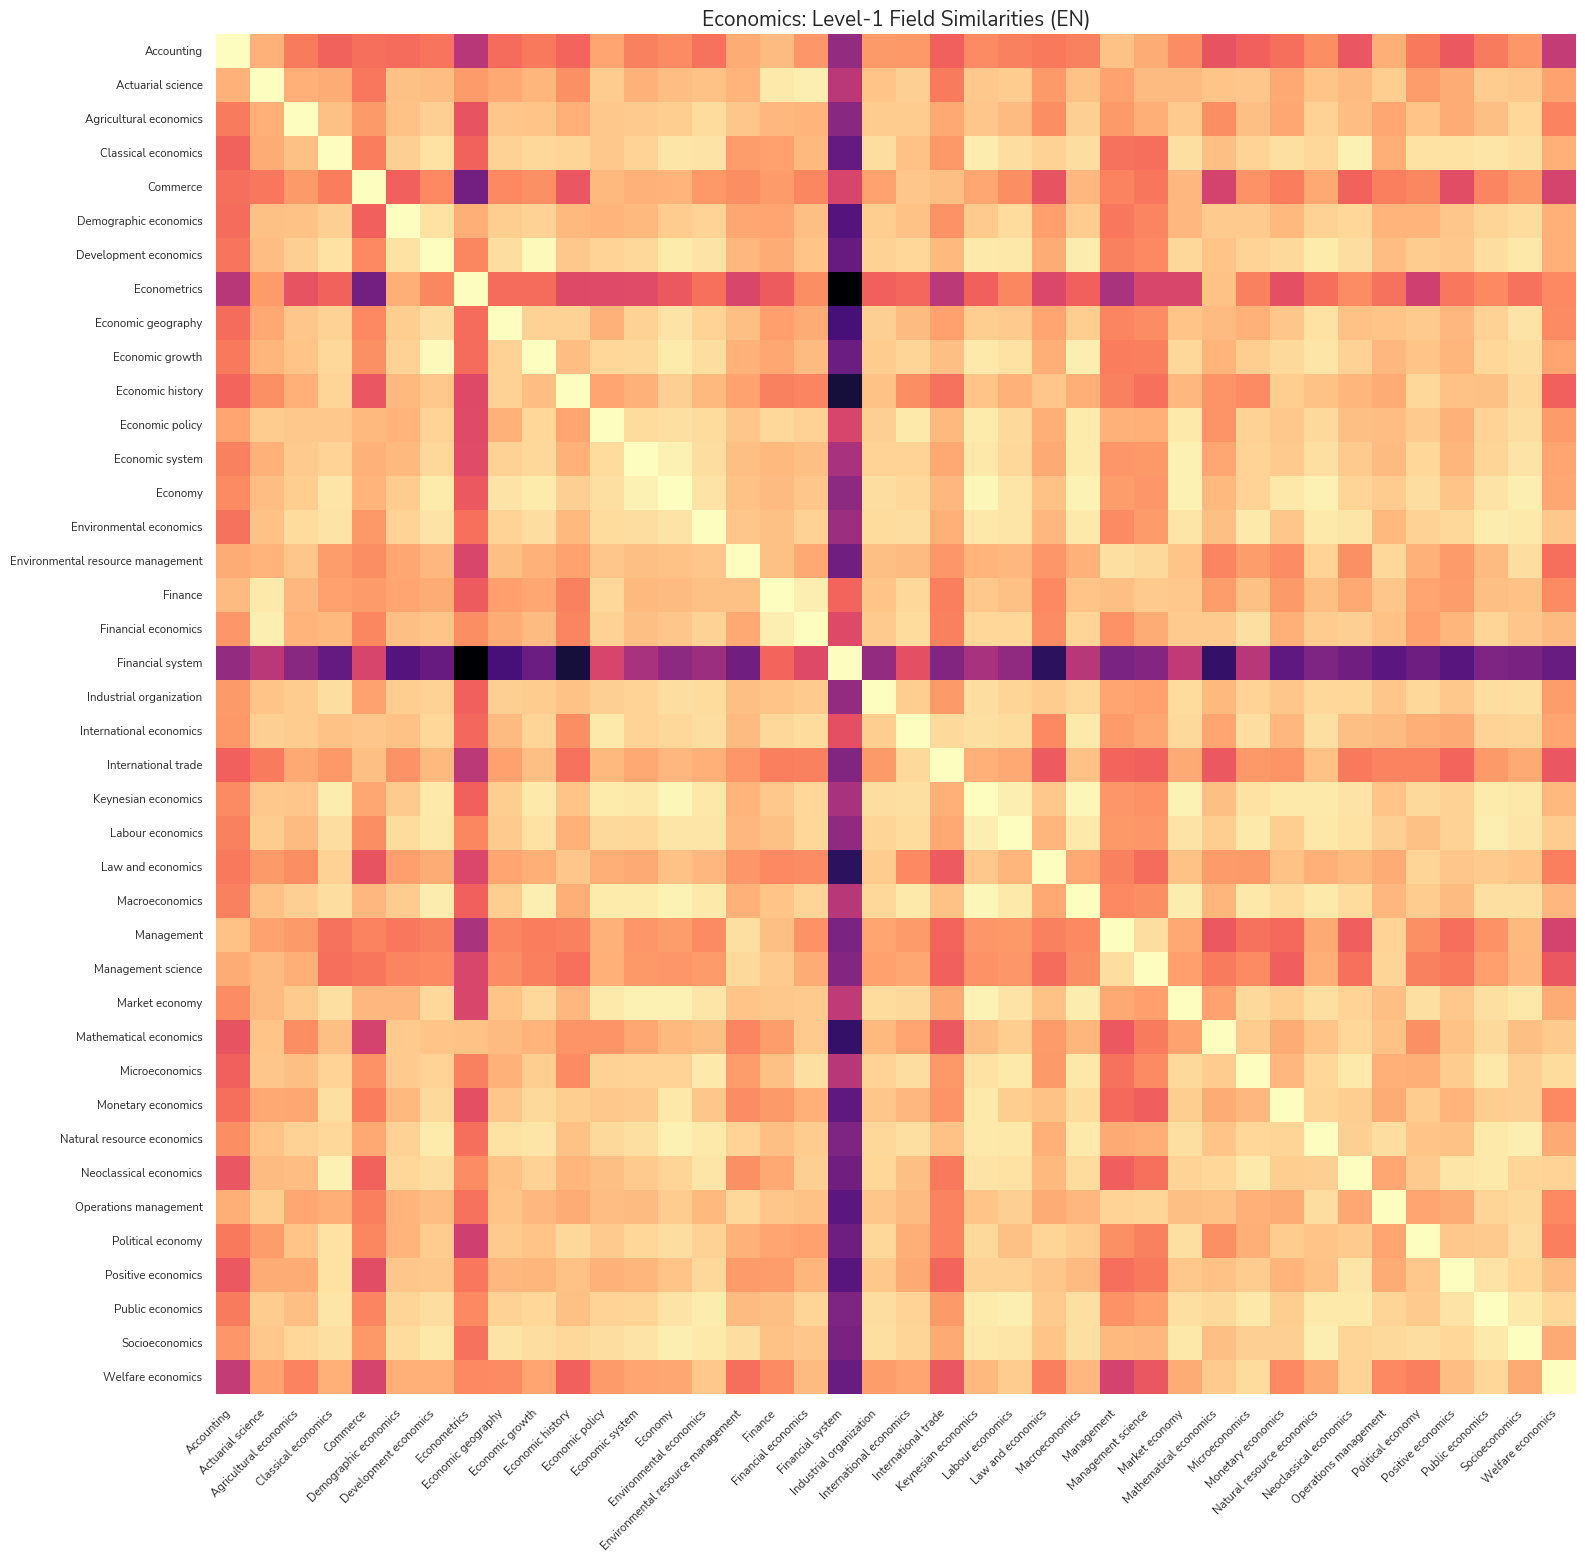 Economics: Level-1 Field Similarities (EN)
Accounting
Actuarial science
Agricultural economics
Classical economics
Commerce
Demographic economics
Development economics
Econometrics
Economic geography
Economic growth
Economic history
Economic policy
Economic system
Economy
Environmental economics
Environmental resource management
Finance
Financial economics
Financial system
Industrial organization
International economics
International trade
Keynesian economics
Labour economics
Law and economics
Macroeconomics
Management
Management science
Market economy
Mathematical economics
Microeconomics
Monetary economics
Natural resource economics
Neoclassical economics
Operations management
Political economy
Positive economics
Public economics
Socioeconomics
Welfare economics
Accounting
Actuarial science
Agricultural economics
Classical economics
Commerce
Demographic economics
Development economics
Econometrics
Economic geography
Economic growth
Economic history
Economic policy
Economic system
Economy
Environmental economics
Environmental resource management
Finance
Financial economics
Financial system
Industrial organization
International economics
International trade
Keynesian economics
Labour economics
Law and economics
Macroeconomics
Management
Management science
Market economy
Mathematical economics
Microeconomics
Monetary economics
Natural resource economics
Neoclassical economics
Operations management
Political economy
Positive economics
Public economics
Socioeconomics
Welfare economics